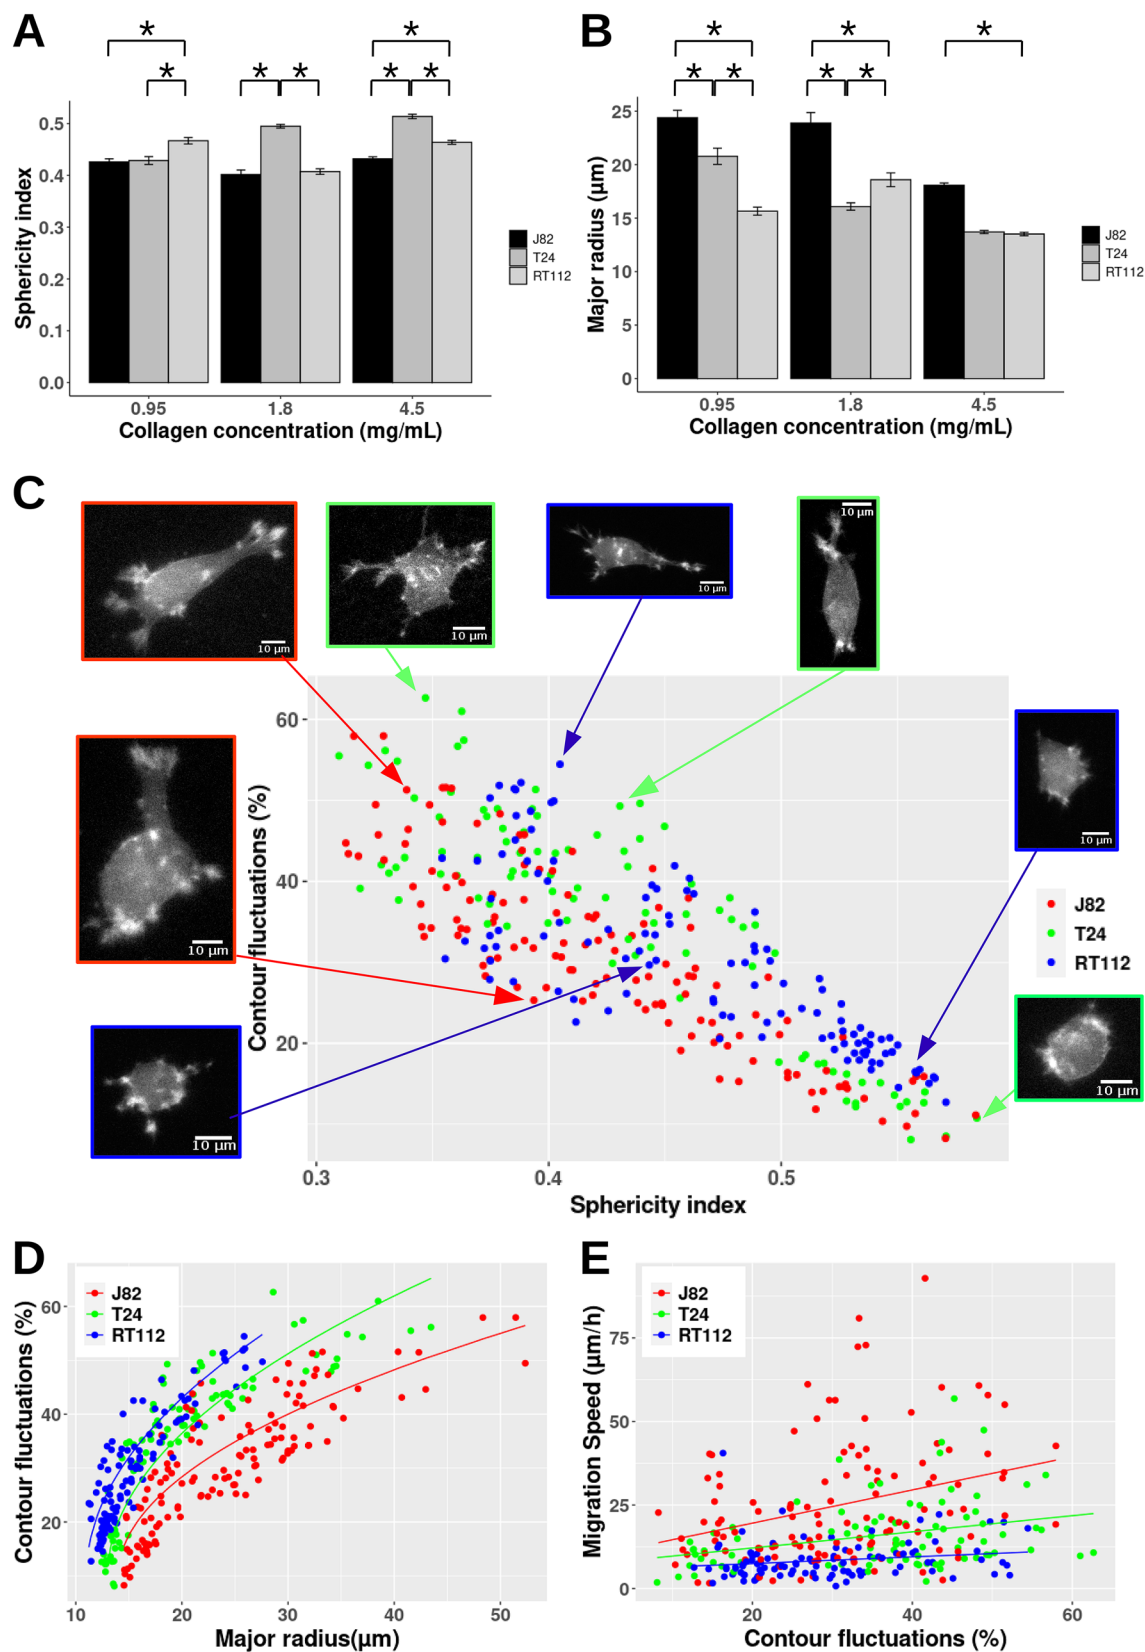 A
* *
* * * * *
Sphericity index
0.5
0.4
0.3
0.2
0.1
0.0
0.95 1.8 4.5
Collagen concentration (mg/mL)
J82
T24
RT112
B
* * *
* * * *
Major radius (µm)
25
20
15
10
5
0
0.95 1.8 4.5
Collagen concentration (mg/mL)
J82
T24
RT112
C
10 µm
10 µm
10 µm
10 µm
10 µm
10 µm
10 µm
10 µm
Contour fluctuations (%)
60
40
20
0.3 0.4 0.5
Sphericity index
J82
T24
RT112
D
Contour fluctuations (%)
60
40
20
J82
T24
RT112
10 20 30 40 50
Major radius(µm)
E
Migration Speed (µm/h)
75
50
25
0
J82
T24
RT112
20 40 60
Contour fluctuations (%)